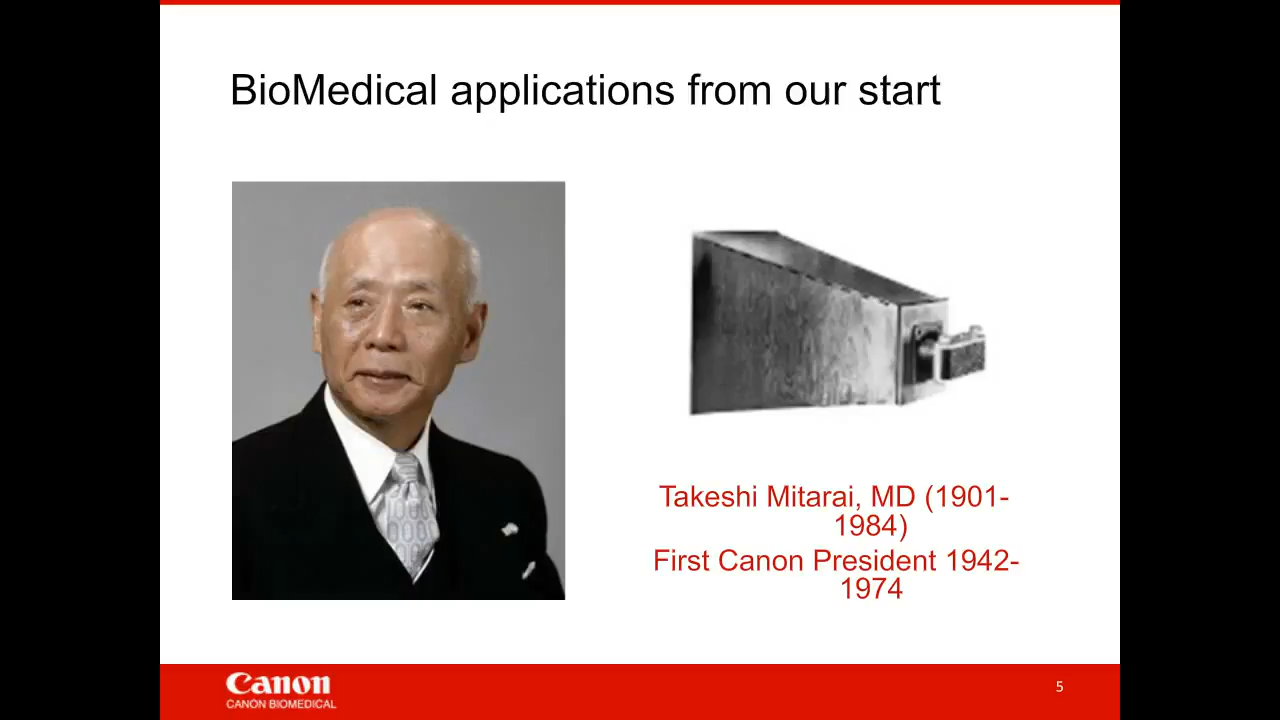 BioMedical applications from our start
Takeshi Mitarai, MD (1901-
1984)
First Canon President 1942-
1974
Canon
CANON BIOMEDICAL
5